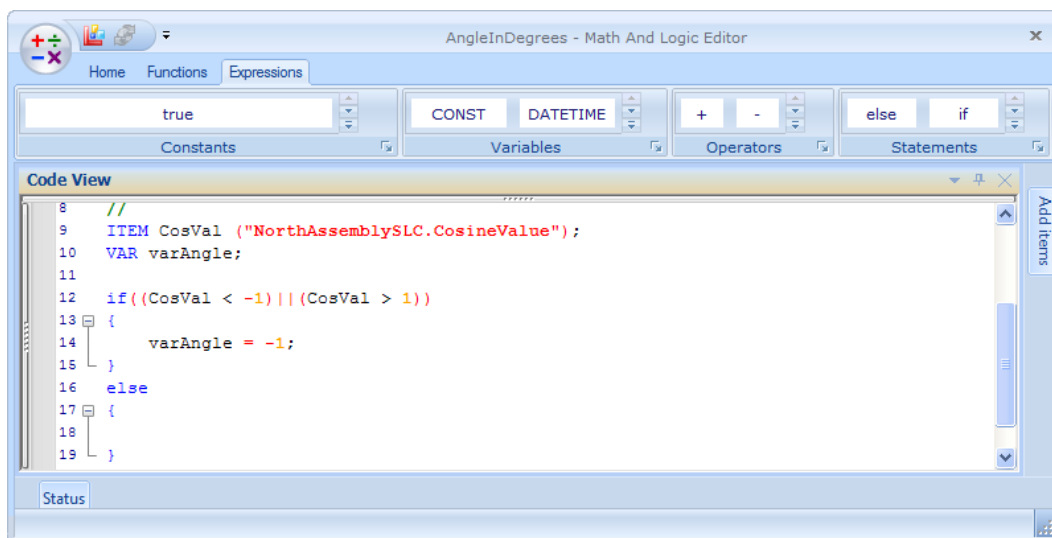 AngleInDegrees - Math And Logic Editor
Home Functions Expressions
true CONST DATETIME + - else if
Constants Variables Operators Statements
Code View
8 //
9 ITEM CosVal ("NorthAssemblySLC.CosineValue");
10 VAR varAngle;
11
12 if((CosVal < -1)||(CosVal > 1))
13 {
14 varAngle = -1;
15 }
16 else
17 {
18
19 }
Add items
Status